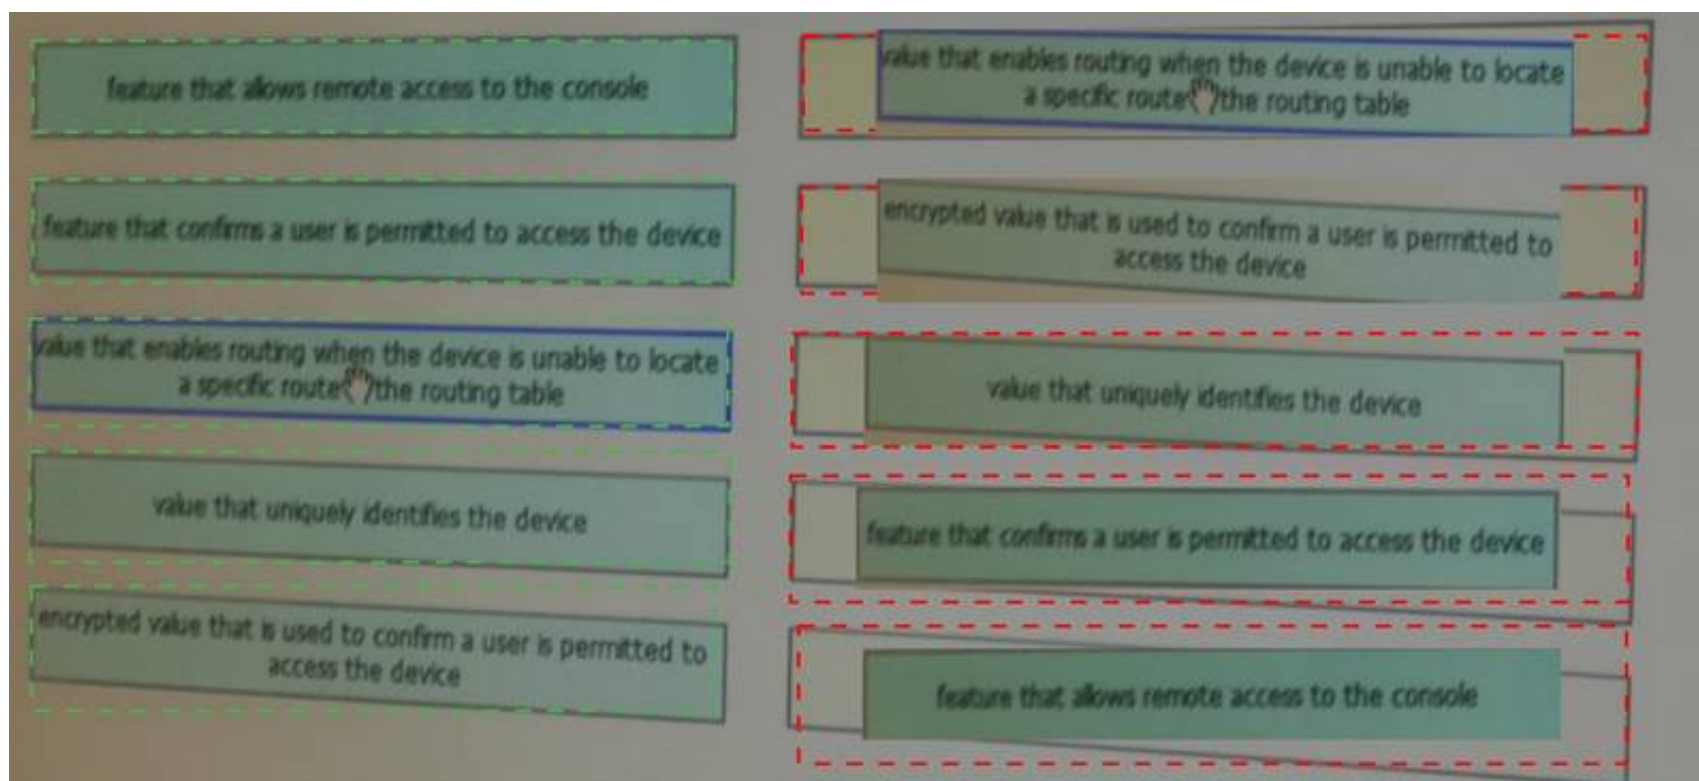 feature that allows remote access to the console
feature that confirms a user is permitted to access the device
value that enables routing when the device is unable to locate
a specific route the routing table
value that uniquely identifies the device
encrypted value that is used to confirm a user is permitted to
access the device
value that enables routing when the device is unable to locate
a specific route the routing table
encrypted value that is used to confirm a user is permitted to
access the device
value that uniquely identifies the device
feature that confirms a user is permitted to access the device
feature that allows remote access to the console